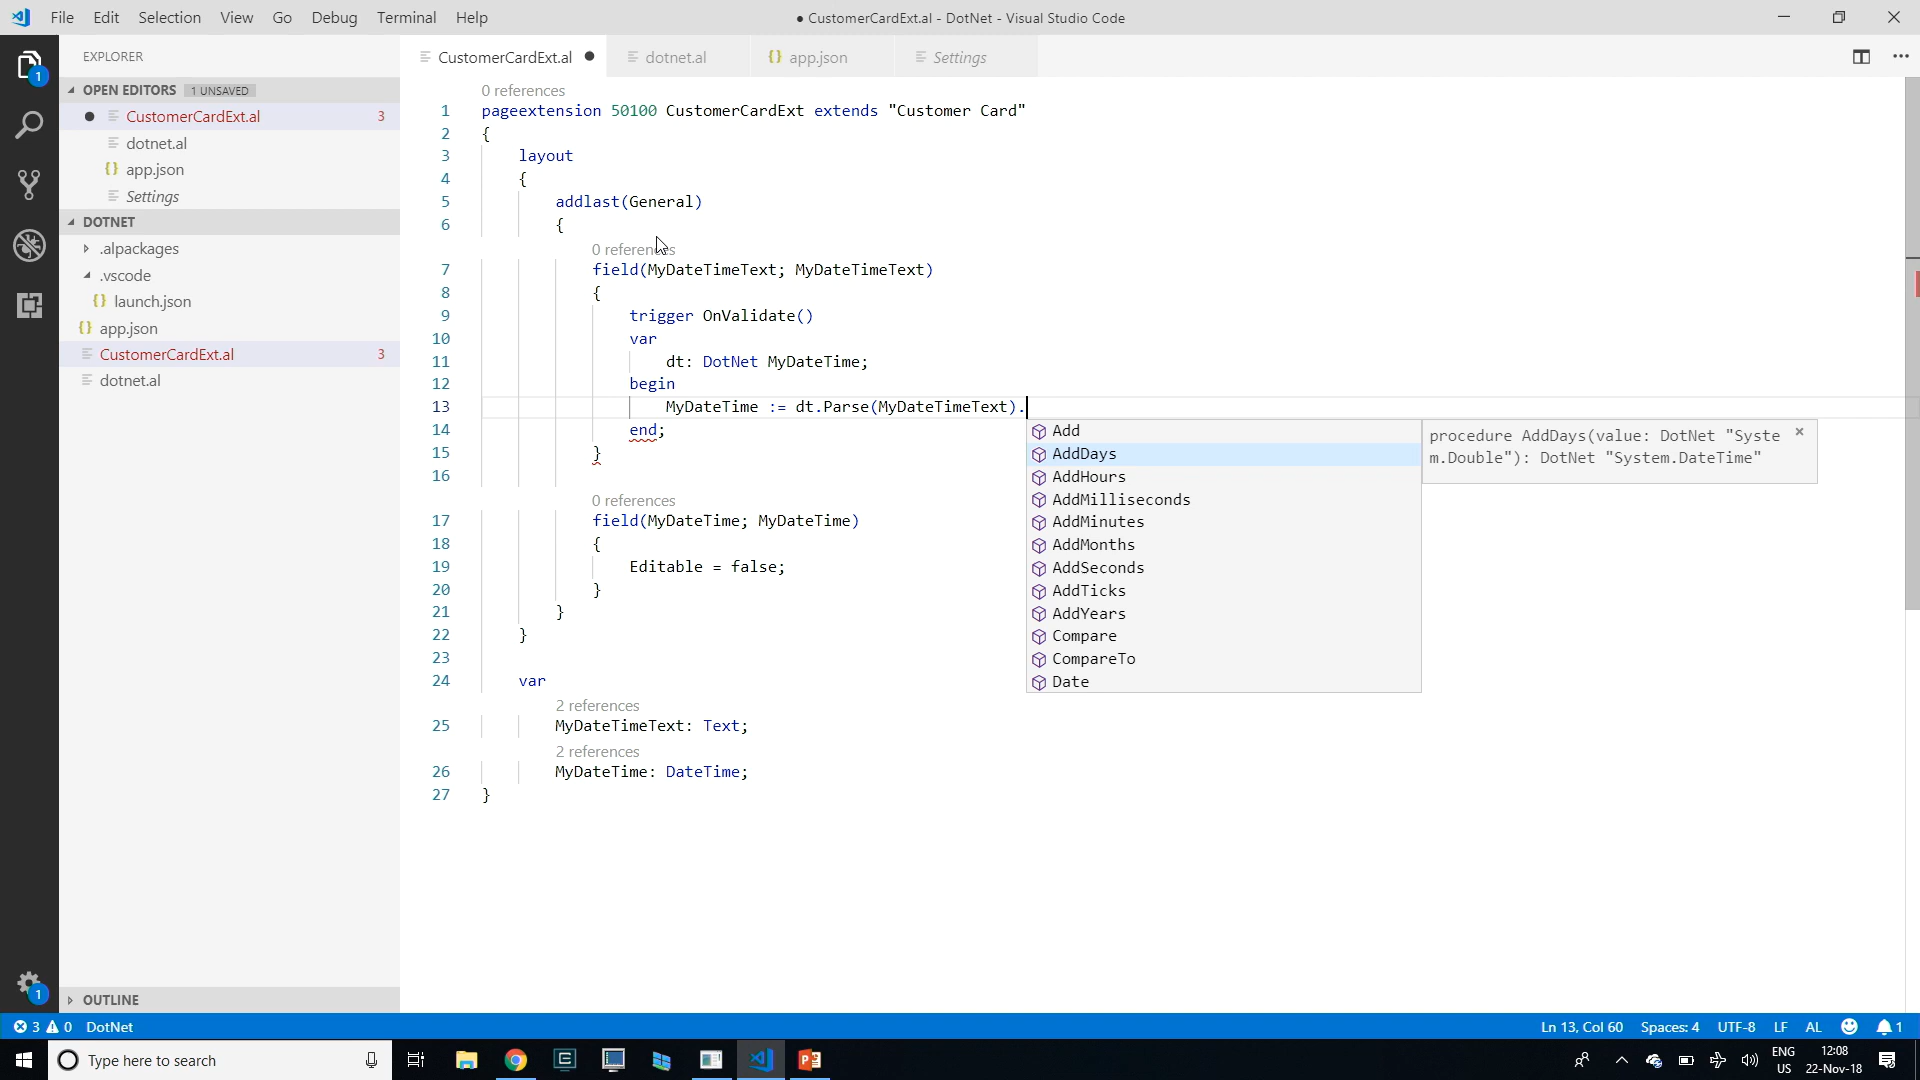 File Edit Selection View Go Debug Terminal Help
● CustomerCardExt.al - DotNet - Visual Studio Code
EXPLORER
OPEN EDITORS 1 UNSAVED
CustomerCardExt.al 3
dotnet.al
app.json
Settings
DOTNET
.alpackages
.vscode
launch.json
app.json
CustomerCardExt.al 3
dotnet.al
OUTLINE
1
1
CustomerCardExt.al dotnet.al app.json Settings
0 references
1 pageextension 50100 CustomerCardExt extends "Customer Card"
2 {
3 layout
4 {
5 addlast(General)
6 {
0 references
7 field(MyDateTimeText; MyDateTimeText)
8 {
9 trigger OnValidate()
10 var
11 dt: DotNet MyDateTime;
12 begin
13 MyDateTime := dt.Parse(MyDateTimeText).
14 end;
15 }
16
0 references
17 field(MyDateTime; MyDateTime)
18 {
19 Editable = false;
20 }
21 }
22 }
23
24 var
2 references
25 MyDateTimeText: Text;
2 references
26 MyDateTime: DateTime;
27 }
Add
AddDays
AddHours
AddMilliseconds
AddMinutes
AddMonths
AddSeconds
AddTicks
AddYears
Compare
CompareTo
Date
procedure AddDays(value: DotNet "Syste
m.Double"): DotNet "System.DateTime"
3 0 DotNet
Ln 13, Col 60 Spaces: 4 UTF-8 LF AL 1
Type here to search
ENG
US
12:08
22-Nov-18